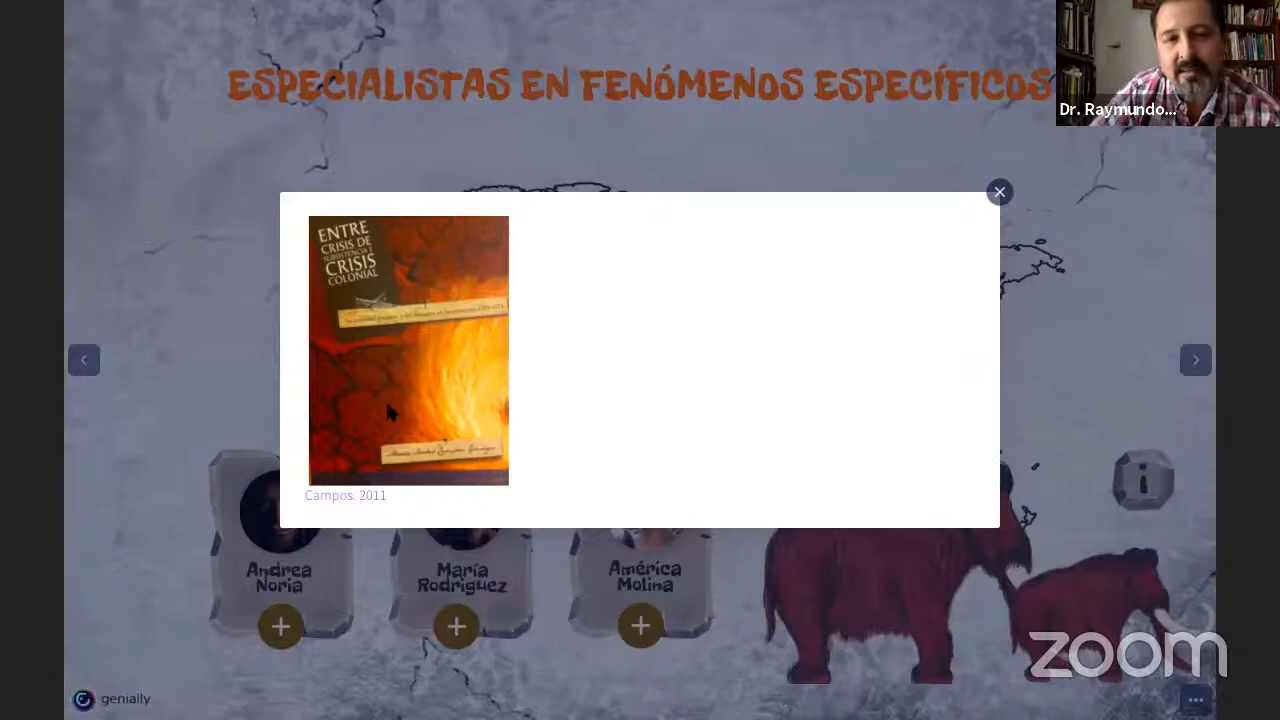 ESPECIALISTAS EN FENÓMENOS ESPECÍFICOS
Dr. Raymundo...
ENTRE
CRISIS DE
SUBSISTENCIA Y
CRISIS
COLONIAL
Campos. 2011
Andrea
Noria
María
Rodríguez
América
Molina
i
zoom
genially